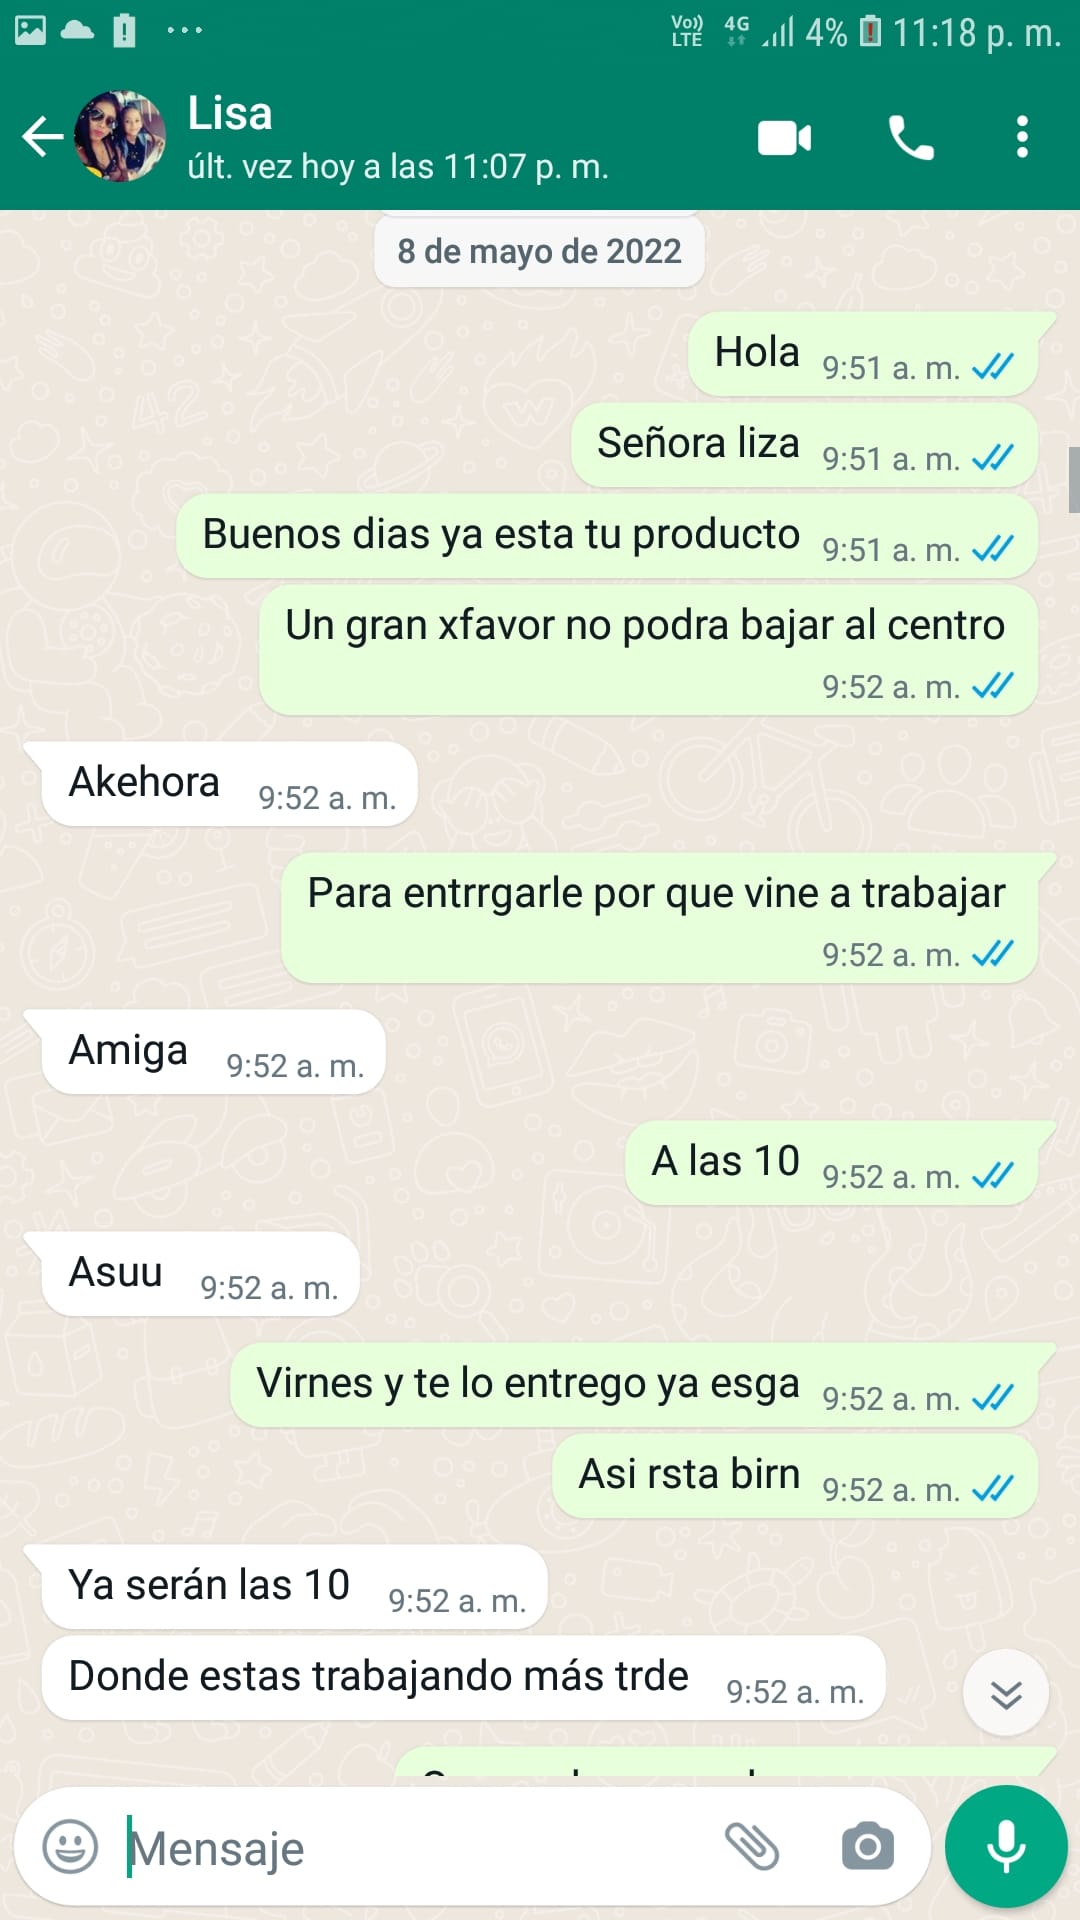 Vo)) LTE 4G 4% 11:18 p. m.
Lisa
últ. vez hoy a las 11:07 p. m.
8 de mayo de 2022
Hola 9:51 a. m.
Señora liza 9:51 a. m.
Buenos dias ya esta tu producto 9:51 a. m.
Un gran xfavor no podra bajar al centro
9:52 a. m.
Akehora 9:52 a. m.
Para entrrgarle por que vine a trabajar
9:52 a. m.
Amiga 9:52 a. m.
A las 10 9:52 a. m.
Asuu 9:52 a. m.
Virnes y te lo entrego ya esga 9:52 a. m.
Asi rsta birn 9:52 a. m.
Ya serán las 10 9:52 a. m.
Donde estas trabajando más trde 9:52 a. m.
Mensaje